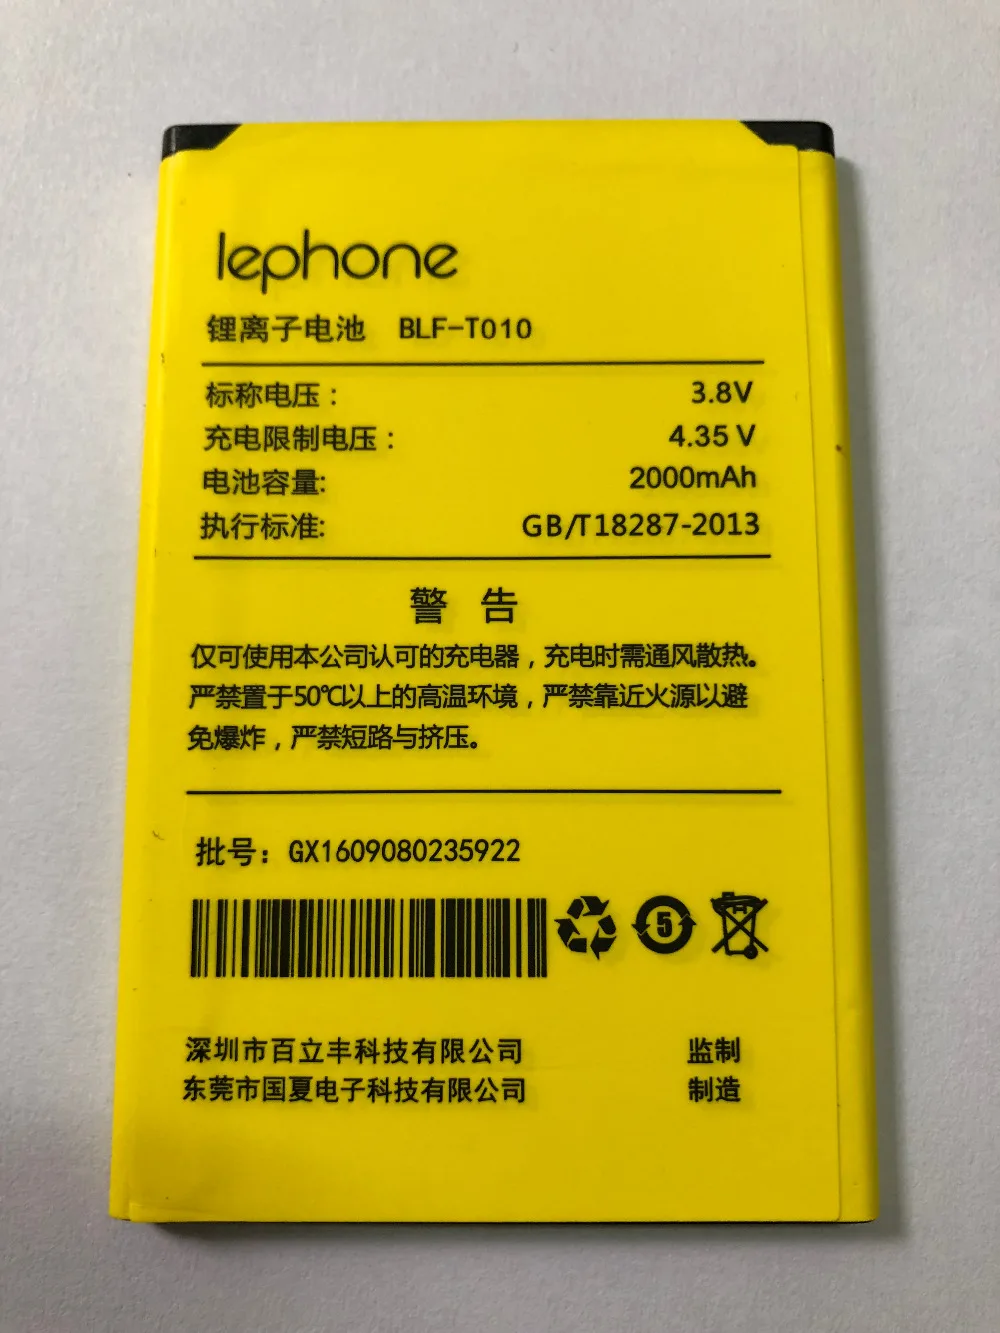 lephone
锂离子电池 BLF-T010
标称电压： 3.8V
充电限制电压： 4.35 V
电池容量: 2000mAh
执行标准: GB/T18287-2013
警 告
仅可使用本公司认可的充电器，充电时需通风散热。
严禁置于50℃以上的高温环境，严禁靠近火源以避
免爆炸，严禁短路与挤压。
批号：GX1609080235922
5
深圳市百立丰科技有限公司 监制
东莞市国夏电子科技有限公司 制造